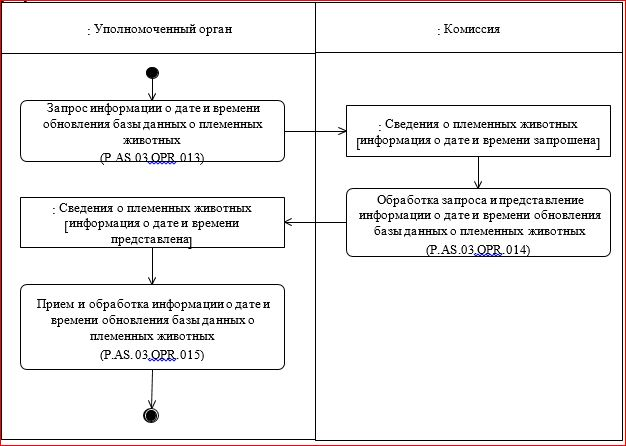 : Уполномоченный орган
: Комиссия
Запрос информации о дате и времени
обновления базы данных о племенных
животных
(P.AS.03.OPR.013)
: Сведения о племенных животных
[информация о дате и времени запрошена]
Обработка запроса и представление
информации о дате и времени обновления
базы данных о племенных животных
(P.AS.03.OPR.014)
: Сведения о племенных животных
[информация о дате и времени
представлена]
Прием и обработка информации о дате и
времени обновления базы данных о
племенных животных
(P.AS.03.OPR.015)